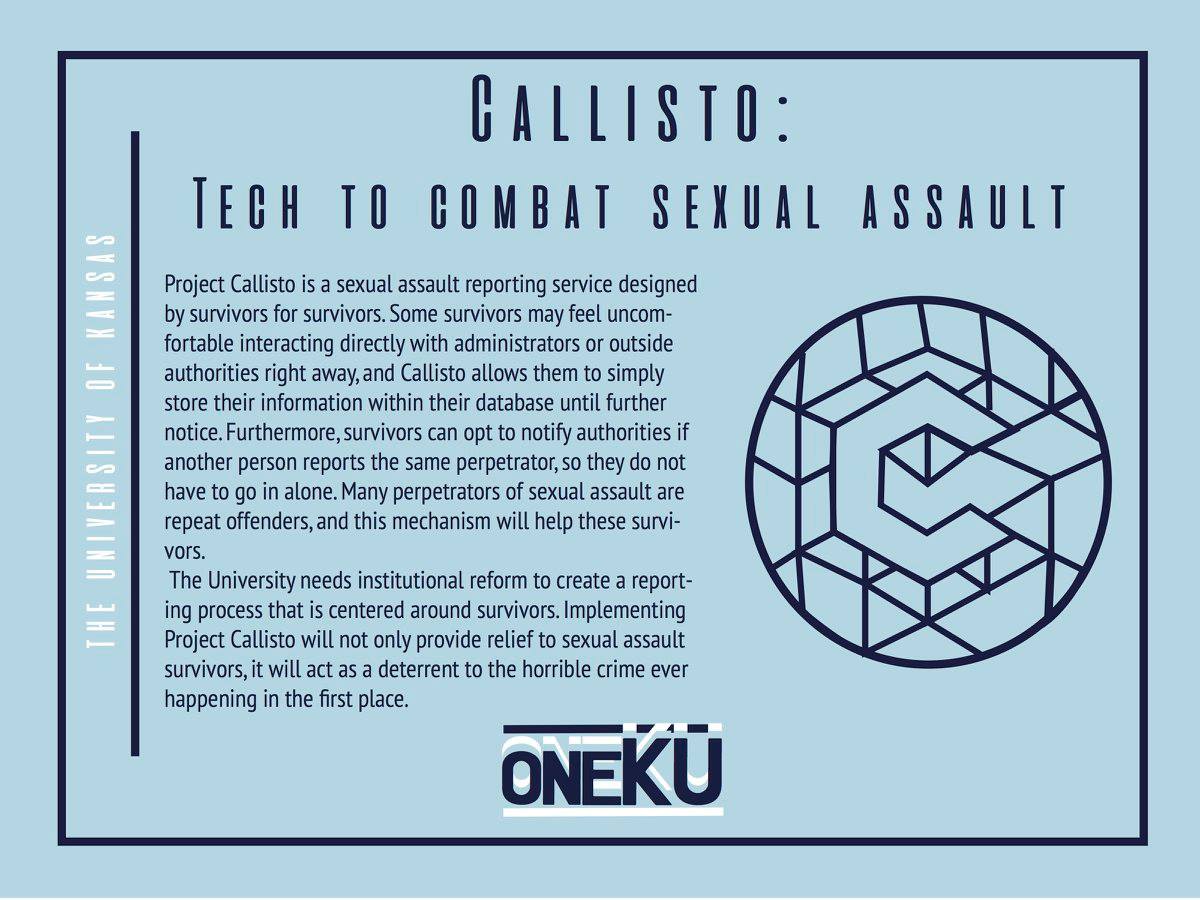 CALLISTO:
TECH TO COMBAT SEXUAL ASSAULT
THE UNIVERSITY OF KANSAS
Project Callisto is a sexual assault reporting service designed
by survivors for survivors. Some survivors may feel uncom-
fortable interacting directly with administrators or outside
authorities right away, and Callisto allows them to simply
store their information within their database until further
notice. Furthermore, survivors can opt to notify authorities if
another person reports the same perpetrator, so they do not
have to go in alone. Many perpetrators of sexual assault are
repeat offenders, and this mechanism will help these survi-
vors.
The University needs institutional reform to create a report-
ing process that is centered around survivors. Implementing
Project Callisto will not only provide relief to sexual assault
survivors, it will act as a deterrent to the horrible crime ever
happening in the first place.
ONEKU